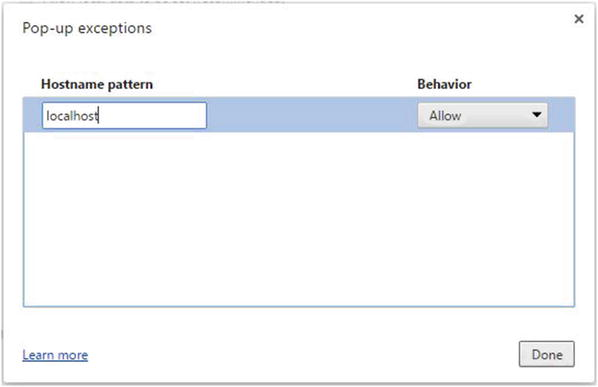 Pop-up exceptions
Hostname pattern Behavior
localhost Allow
Learn more Done